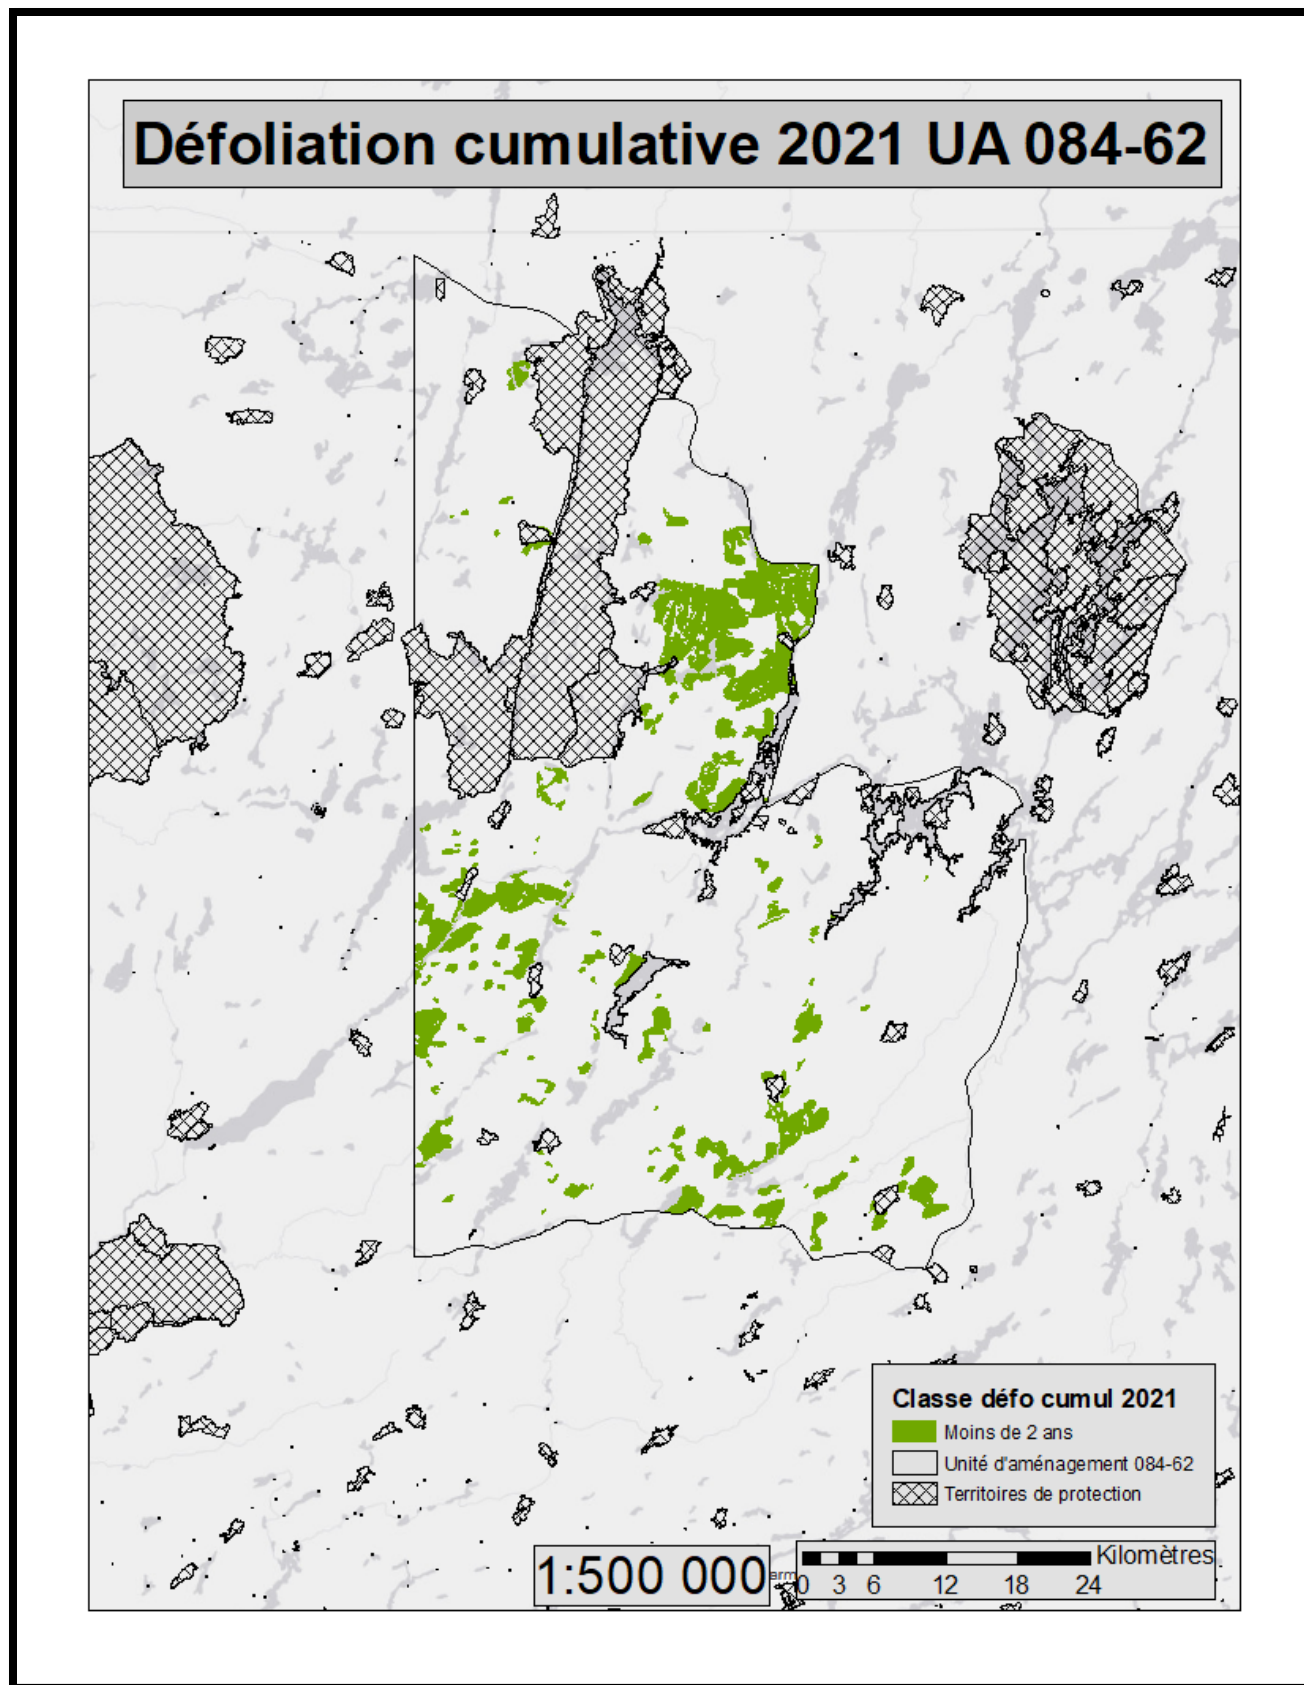 Défoliation cumulative 2021 UA 084-62
Classe défo cumul 2021
Moins de 2 ans
Unité d'aménagement 084-62
Territoires de protection
1:500 000
Kilomètres
0 3 6 12 18 24